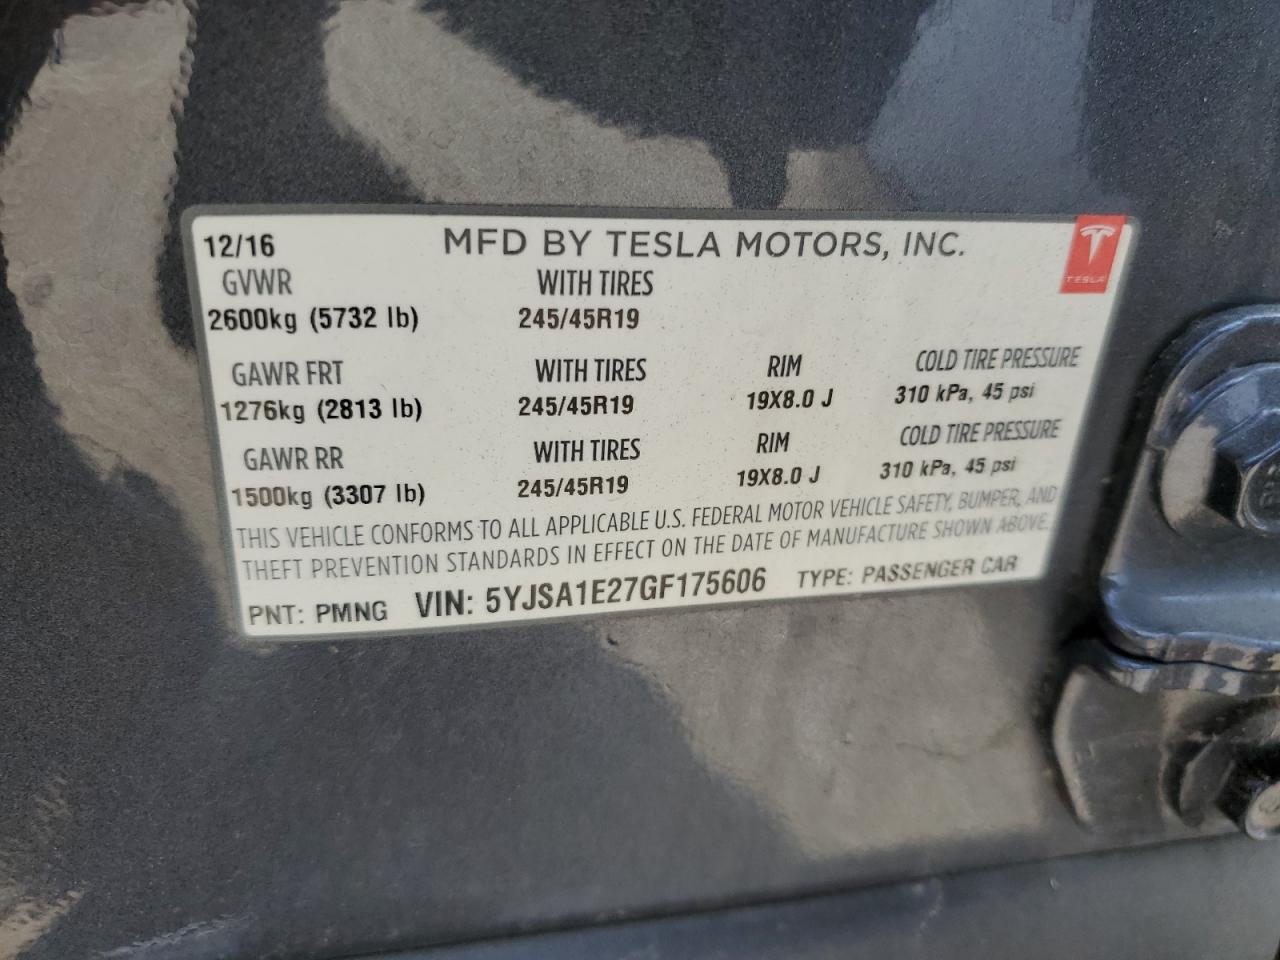 12/16 MFD BY TESLA MOTORS, INC.
TESLA
GVWR WITH TIRES
2600kg (5732 lb) 245/45R19
GAWR FRT WITH TIRES RIM COLD TIRE PRESSURE
1276kg (2813 lb) 245/45R19 19X8.0 J 310 kPa, 45 psi
GAWR RR WITH TIRES RIM COLD TIRE PRESSURE
1500kg (3307 lb) 245/45R19 19X8.0 J 310 kPa, 45 psi
THIS VEHICLE CONFORMS TO ALL APPLICABLE U.S. FEDERAL MOTOR VEHICLE SAFETY, BUMPER, AND
THEFT PREVENTION STANDARDS IN EFFECT ON THE DATE OF MANUFACTURE SHOWN ABOVE.
PNT: PMNG VIN: 5YJSA1E27GF175606 TYPE: PASSENGER CAR